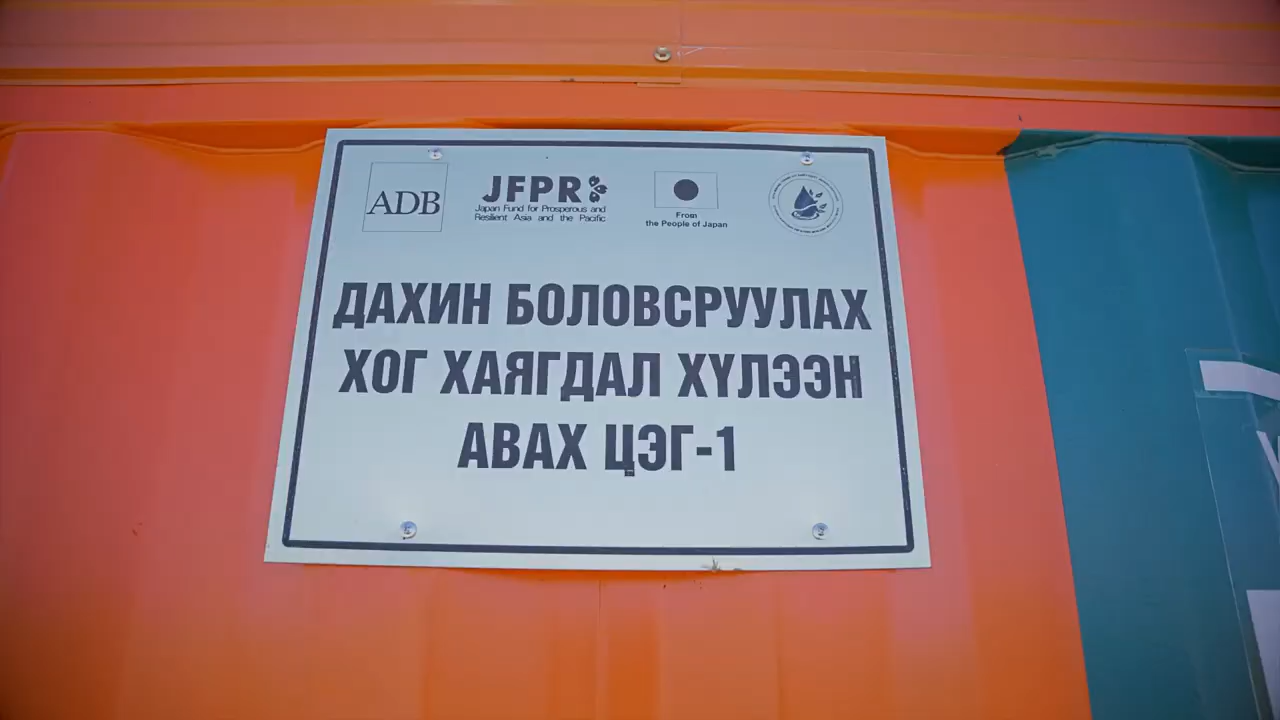 ADB
JFPR
Japan Fund for Prosperous and
Resilient Asia and the Pacific
From
the People of Japan
ДАХИН БОЛОВСРУУЛАХ
ХОГ ХАЯГДАЛ ХҮЛЭЭН
АВАХ ЦЭГ-1